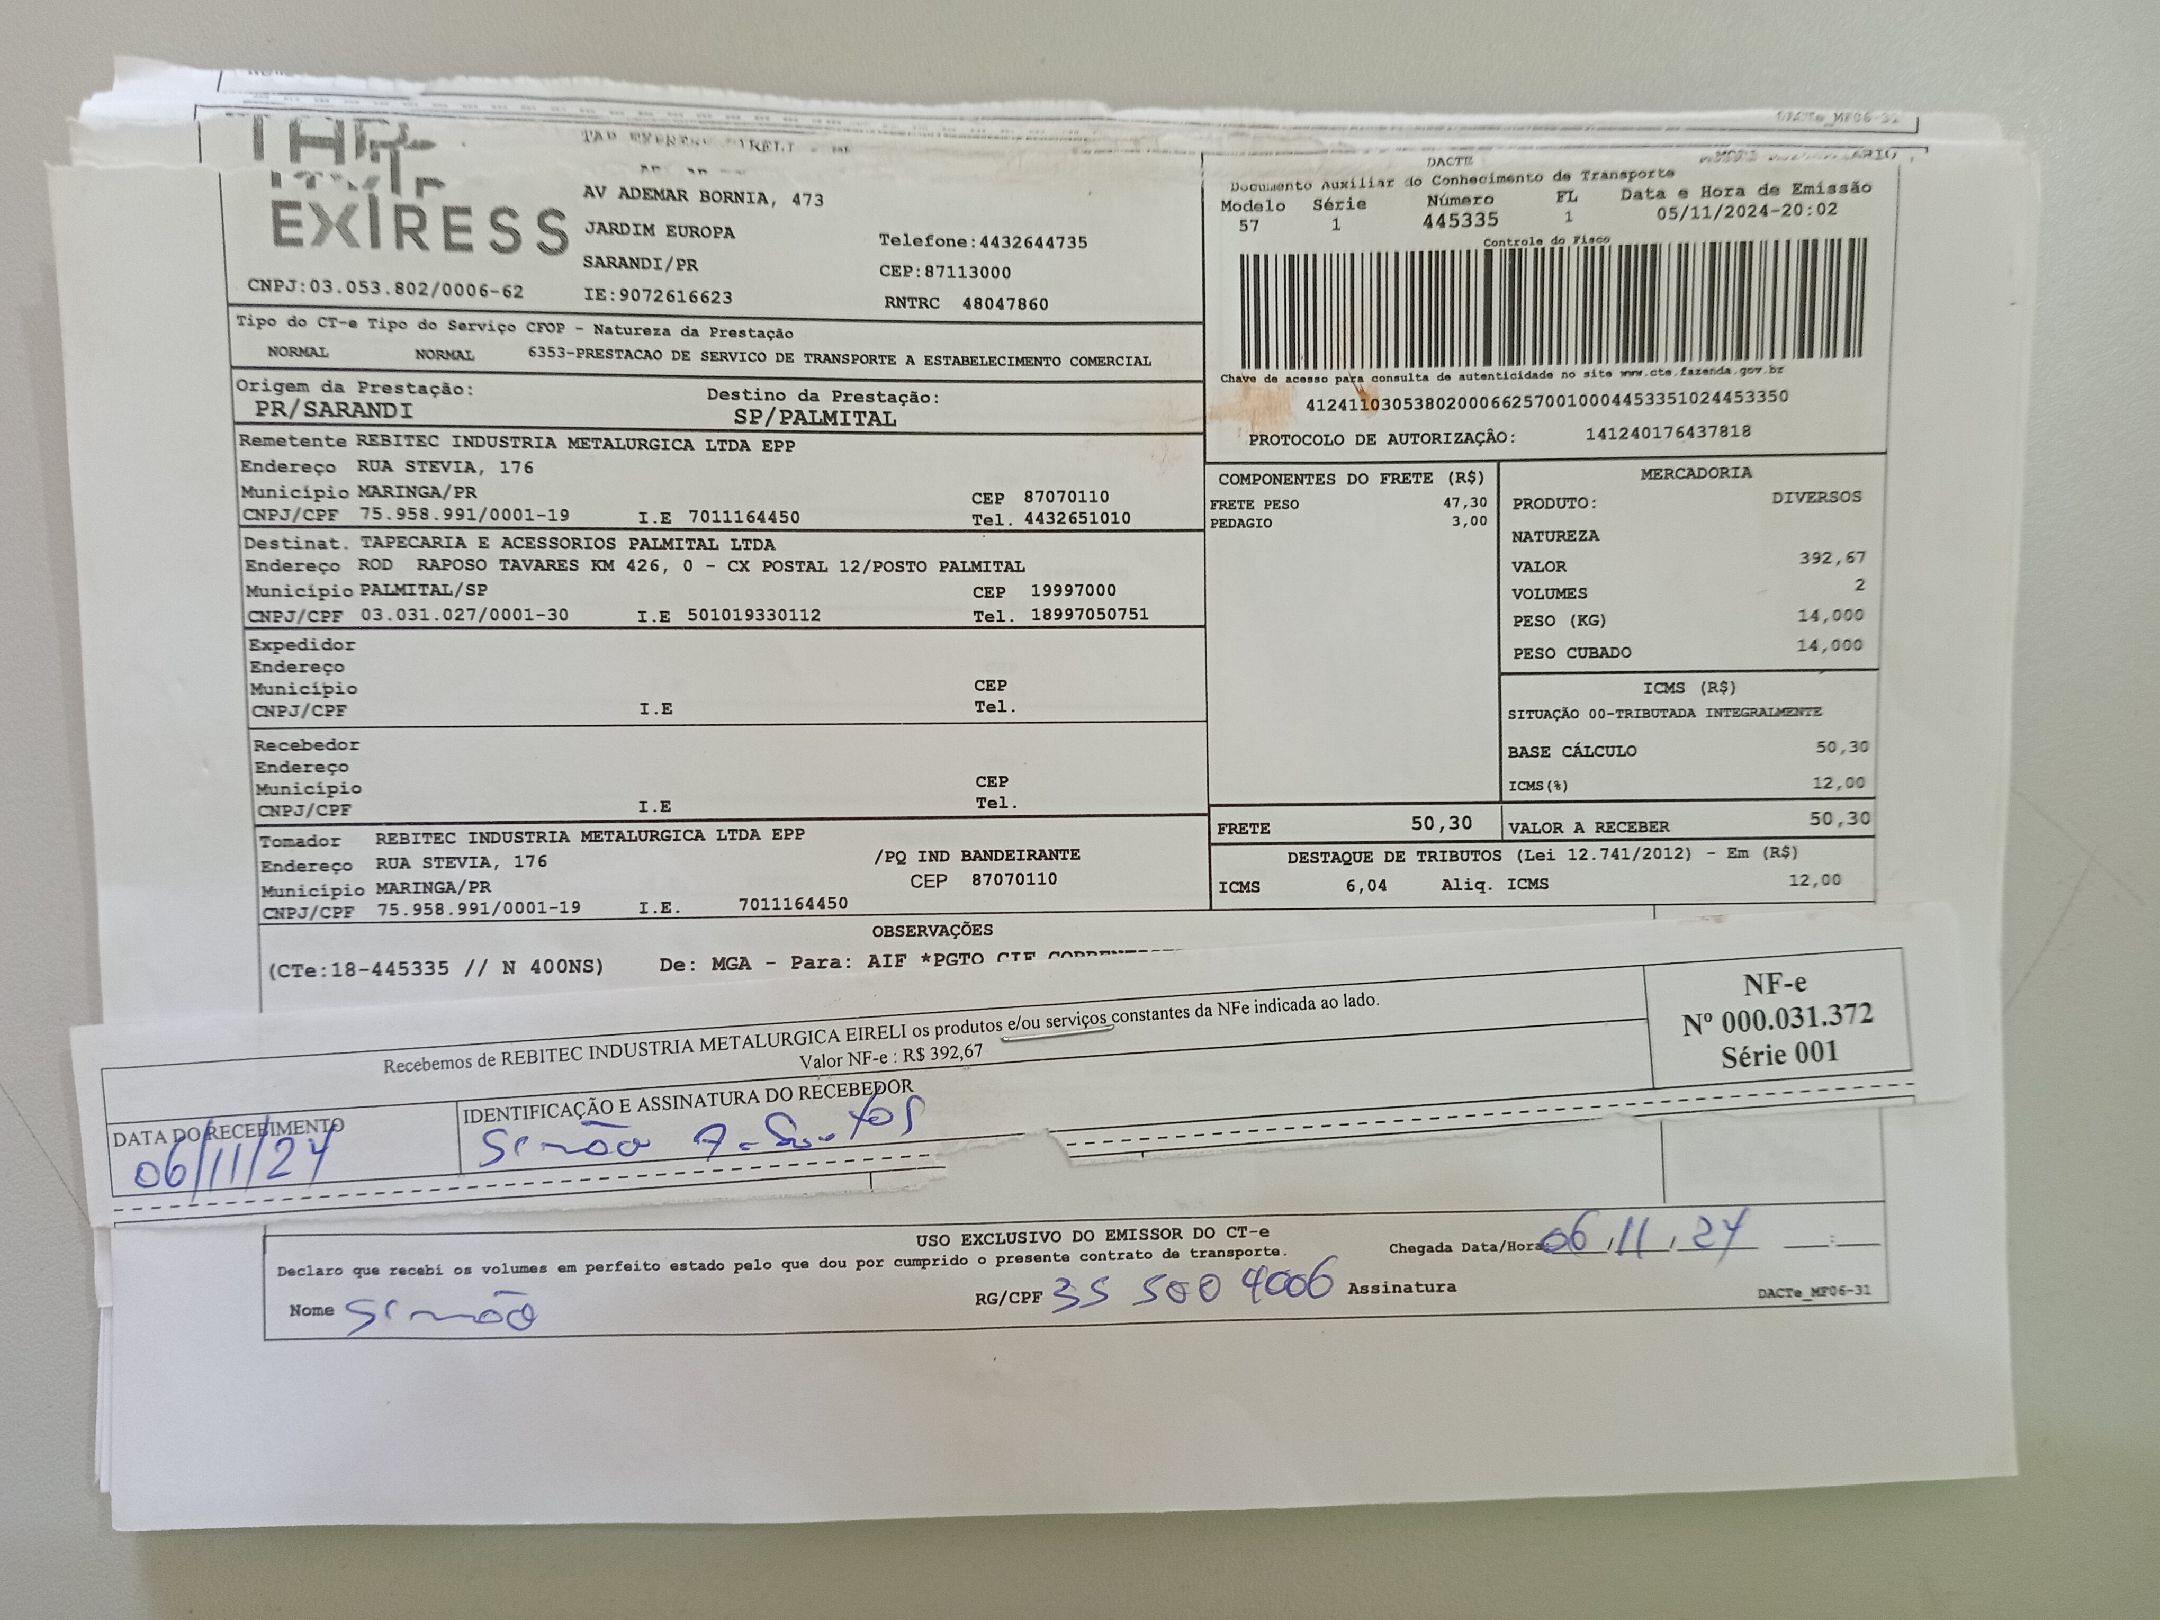 DACTe_MF06-31
EXPRESS
AV ADEMAR BORNIA, 473
JARDIM EUROPA
Telefone:4432644735
SARANDI/PR
CEP:87113000
CNPJ:03.053.802/0006-62
IE:9072616623
RNTRC 48047860
DACTE
Documento Auxiliar do Conhecimento de Transporte
Modelo Série Número FL Data e Hora de Emissão
57 1 445335 1 05/11/2024-20:02
Controle do Fisco
Chave de acesso para consulta de autenticidade no site www.cte.fazenda.gov.br
41241103053802000662570010004453351024453350
PROTOCOLO DE AUTORIZAÇÂO: 141240176437818
Tipo do CT-e Tipo do Serviço CFOP - Natureza da Prestação
NORMAL NORMAL 6353-PRESTACAO DE SERVICO DE TRANSPORTE A ESTABELECIMENTO COMERCIAL
Origem da Prestação: Destino da Prestação:
PR/SARANDI SP/PALMITAL
Remetente REBITEC INDUSTRIA METALURGICA LTDA EPP
Endereço RUA STEVIA, 176
Município MARINGA/PR CEP 87070110
CNPJ/CPF 75.958.991/0001-19 I.E 7011164450 Tel. 4432651010
Destinat. TAPECARIA E ACESSORIOS PALMITAL LTDA
Endereço ROD RAPOSO TAVARES KM 426, 0 - CX POSTAL 12/POSTO PALMITAL
Município PALMITAL/SP CEP 19997000
CNPJ/CPF 03.031.027/0001-30 I.E 501019330112 Tel. 18997050751
Expedidor
Endereço
Município CEP
CNPJ/CPF I.E Tel.
Recebedor
Endereço
Município CEP
CNPJ/CPF I.E Tel.
Tomador REBITEC INDUSTRIA METALURGICA LTDA EPP
Endereço RUA STEVIA, 176 /PQ IND BANDEIRANTE
Município MARINGA/PR CEP 87070110
CNPJ/CPF 75.958.991/0001-19 I.E. 7011164450
COMPONENTES DO FRETE (R$)
FRETE PESO 47,30
PEDAGIO 3,00
MERCADORIA
PRODUTO: DIVERSOS
NATUREZA
VALOR 392,67
VOLUMES 2
PESO (KG) 14,000
PESO CUBADO 14,000
ICMS (R$)
SITUAÇÃO 00-TRIBUTADA INTEGRALMENTE
BASE CÁLCULO 50,30
ICMS(%) 12,00
FRETE 50,30 VALOR A RECEBER 50,30
DESTAQUE DE TRIBUTOS (Lei 12.741/2012) - Em (R$)
ICMS 6,04 Aliq. ICMS 12,00
OBSERVAÇÕES
(CTe:18-445335 // N 400NS) De: MGA - Para: AIF *PGTO CIF
Recebemos de REBITEC INDUSTRIA METALURGICA EIRELI os produtos e/ou serviços constantes da NFe indicada ao lado.
Valor NF-e : R$ 392,67
NF-e
Nº 000.031.372
Série 001
DATA DO RECEBIMENTO
06/11/24
IDENTIFICAÇÃO E ASSINATURA DO RECEBEDOR
Simão A. Santos
USO EXCLUSIVO DO EMISSOR DO CT-e
Declaro que recebi os volumes em perfeito estado pelo que dou por cumprido o presente contrato de transporte.
Chegada Data/Hora 06/11/24 __:__
Nome Simão RG/CPF 35 500 4006 Assinatura
DACTe_MF06-31